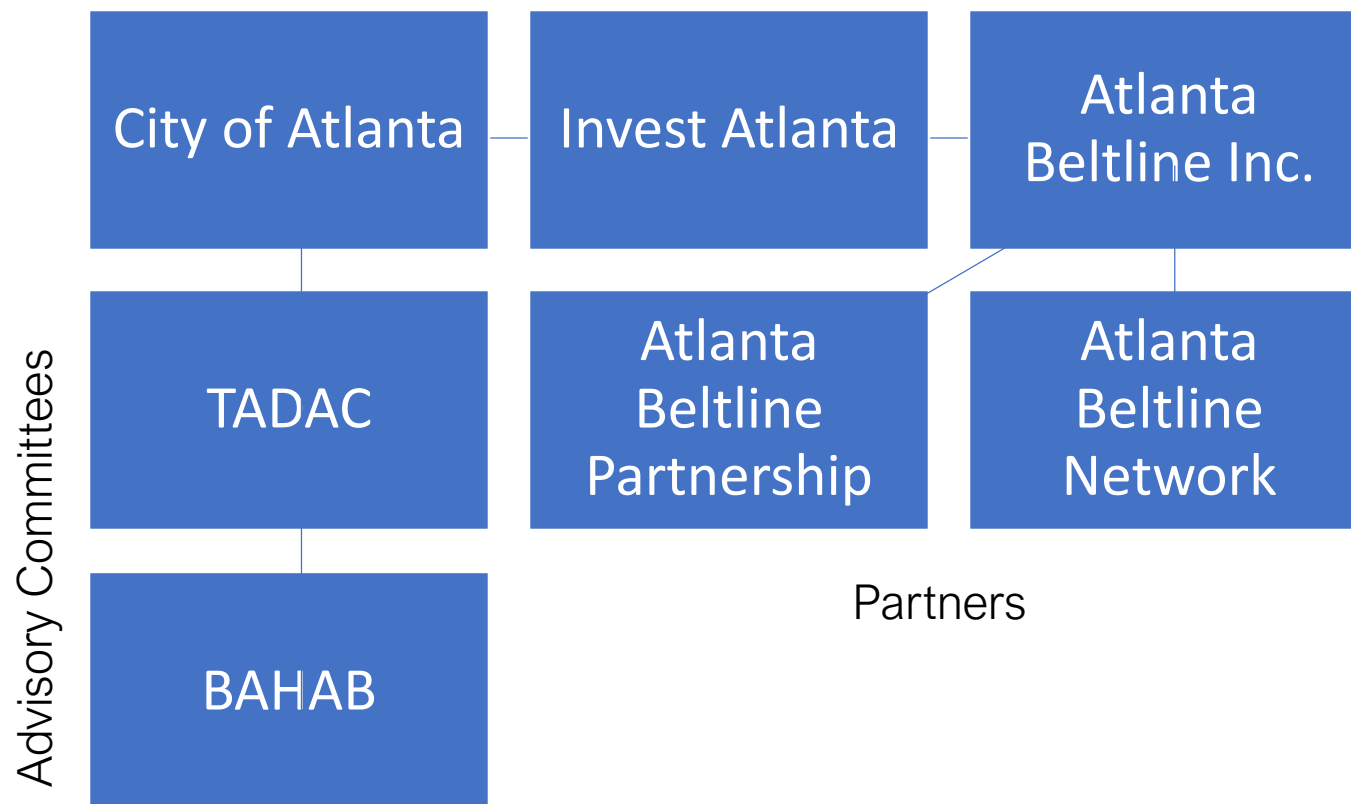 City of Atlanta
Invest Atlanta
Atlanta
Beltline Inc.
TADAC
Atlanta
Beltline
Partnership
Atlanta
Beltline
Network
Advisory Committees
Partners
BAHAB